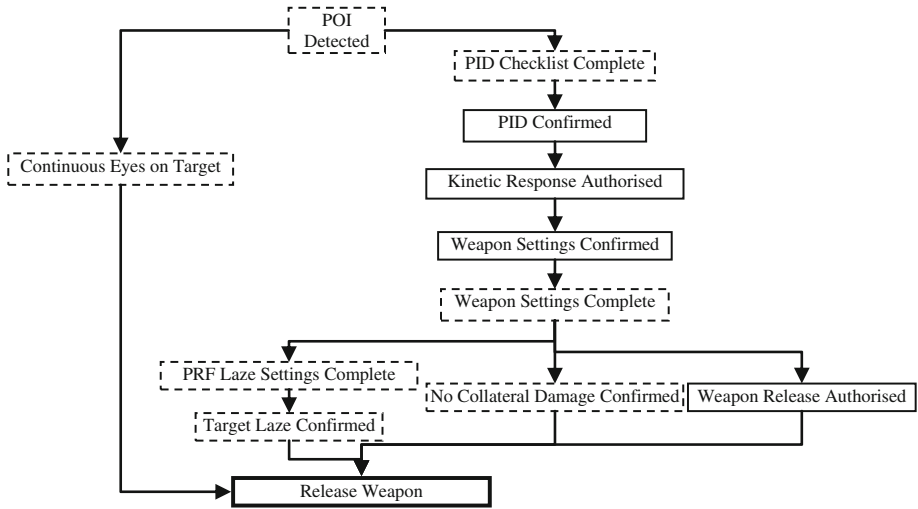 POI
Detected
PID Checklist Complete
PID Confirmed
Continuous Eyes on Target
Kinetic Response Authorised
Weapon Settings Confirmed
Weapon Settings Complete
PRF Laze Settings Complete
No Collateral Damage Confirmed
Weapon Release Authorised
Target Laze Confirmed
Release Weapon